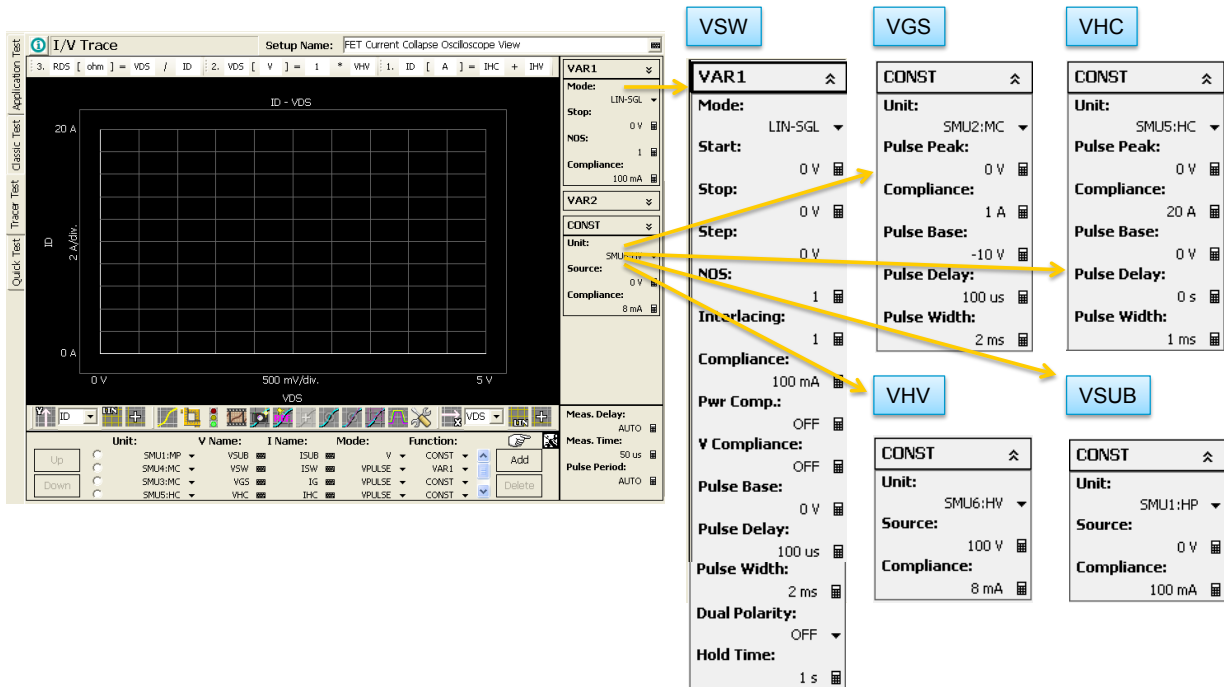 VSW
VGS
VHC
I/V Trace
Setup Name:
FET Current Collapse Oscilloscope View
Application Test
Classic Test
Tracer Test
Quick Test
3. RDS [ ohm ] = VDS / ID
2. VDS [ V ] = 1 * VHV
1. ID [ A ] = IHC + IHV
ID - VDS
20 A
ID
2 A/div.
0 A
0 V
500 mV/div.
5 V
VDS
VAR1
Mode:
LIN-SGL
Stop:
0 V
NOS:
1
Compliance:
100 mA
VAR2
CONST
Unit:
Source:
0 V
Compliance:
8 mA
Y
ID
LIN
X
VDS
LIN
Meas. Delay:
AUTO
Meas. Time:
50 us
Pulse Period:
AUTO
Unit: V Name: I Name: Mode: Function:
SMU1:MP VSUB ISUB V CONST
SMU4:MC VSW ISW VPULSE VAR1
SMU3:MC VGS IG VPULSE CONST
SMU5:HC VHC IHC VPULSE CONST
Up
Down
Add
Delete
VAR1
Mode:
LIN-SGL
Start:
0 V
Stop:
0 V
Step:
0 V
NOS:
1
Interlacing:
1
Compliance:
100 mA
Pwr Comp.:
OFF
V Compliance:
OFF
Pulse Base:
0 V
Pulse Delay:
100 us
Pulse Width:
2 ms
Dual Polarity:
OFF
Hold Time:
1 s
CONST
Unit:
SMU2:MC
Pulse Peak:
0 V
Compliance:
1 A
Pulse Base:
-10 V
Pulse Delay:
100 us
Pulse Width:
2 ms
CONST
Unit:
SMU5:HC
Pulse Peak:
0 V
Compliance:
20 A
Pulse Base:
0 V
Pulse Delay:
0 s
Pulse Width:
1 ms
VHV
CONST
Unit:
SMU6:HV
Source:
100 V
Compliance:
8 mA
VSUB
CONST
Unit:
SMU1:HP
Source:
0 V
Compliance:
100 mA